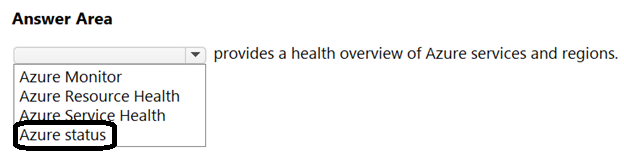 Answer Area
provides a health overview of Azure services and regions.
Azure Monitor
Azure Resource Health
Azure Service Health
Azure status